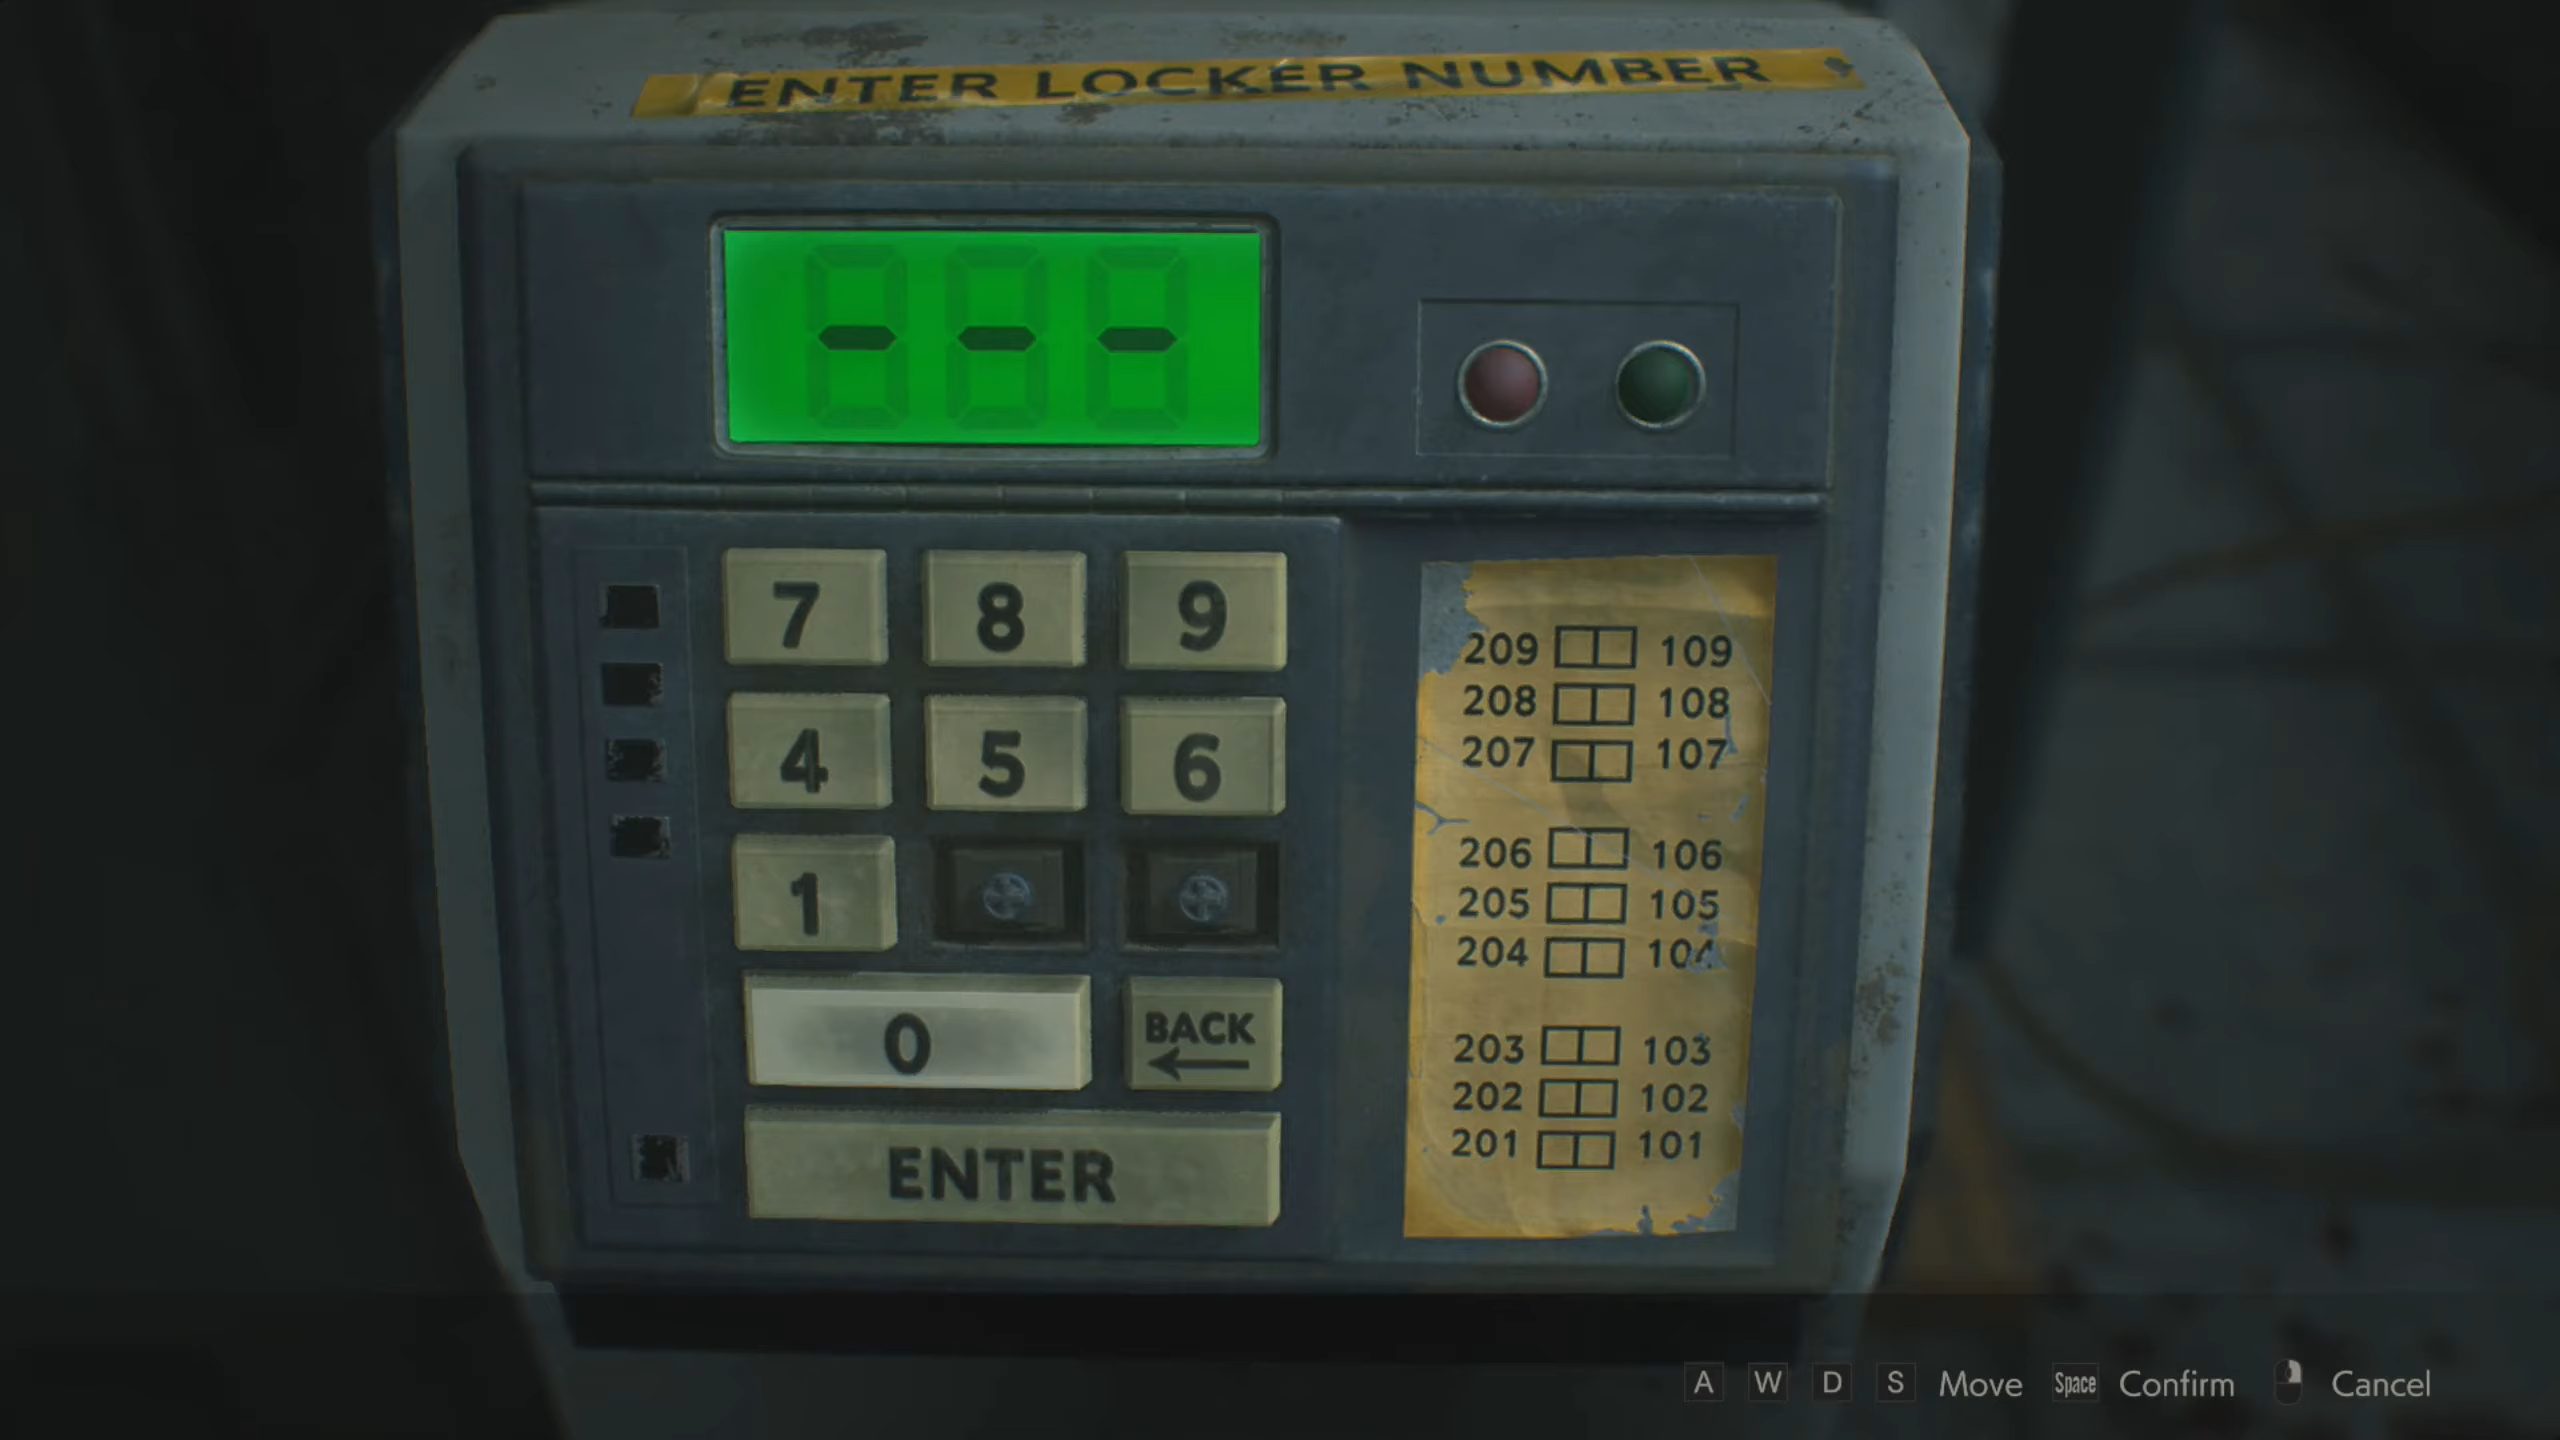 ENTER LOCKER NUMBER
- - -
7 8 9
4 5 6
1
0 BACK
ENTER
209 109
208 108
207 107
206 106
205 105
204 104
203 103
202 102
201 101
A W D S Move Space Confirm Cancel